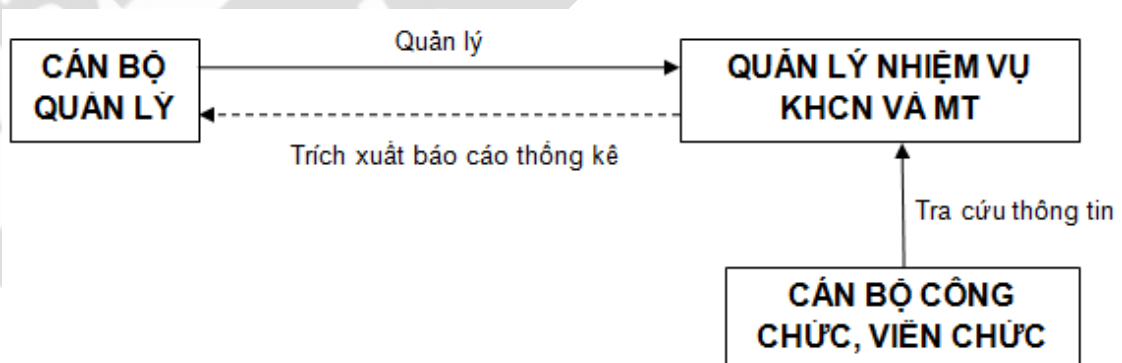 Quản lý
CÁN BỘ
QUẢN LÝ
QUẢN LÝ NHIỆM VỤ
KHCN VÀ MT
Trích xuất báo cáo thống kê
Tra cứu thông tin
CÁN BỘ CÔNG
CHỨC, VIÊN CHỨC